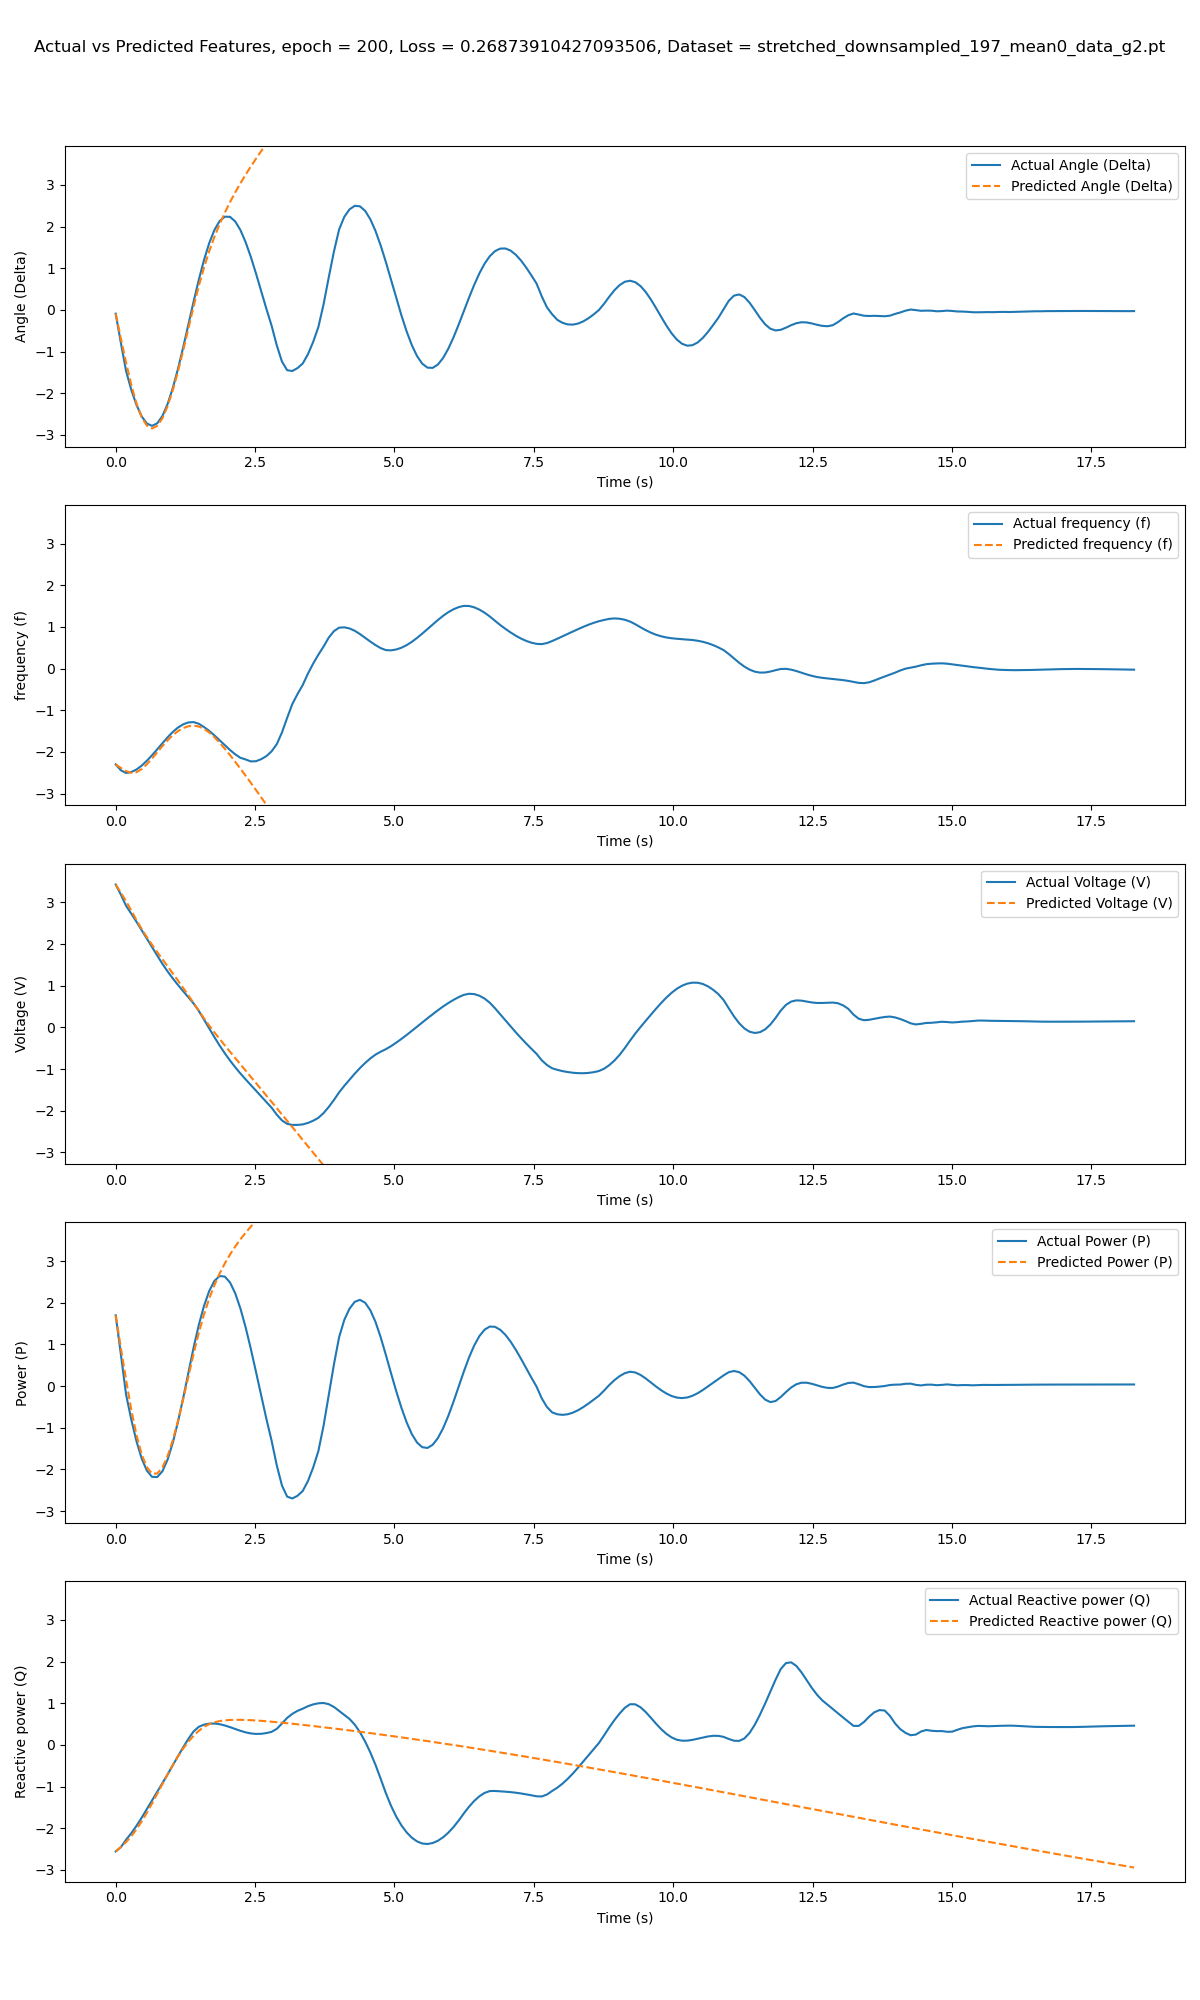 Actual vs Predicted Features, epoch = 200, Loss = 0.26873910427093506, Dataset = stretched_downsampled_197_mean0_data_g2.pt
Actual Angle (Delta)
Predicted Angle (Delta)
Angle (Delta)
3
2
1
0
−1
−2
−3
0.0 2.5 5.0 7.5 10.0 12.5 15.0 17.5
Time (s)
Actual frequency (f)
Predicted frequency (f)
frequency (f)
3
2
1
0
−1
−2
−3
0.0 2.5 5.0 7.5 10.0 12.5 15.0 17.5
Time (s)
Actual Voltage (V)
Predicted Voltage (V)
Voltage (V)
3
2
1
0
−1
−2
−3
0.0 2.5 5.0 7.5 10.0 12.5 15.0 17.5
Time (s)
Actual Power (P)
Predicted Power (P)
Power (P)
3
2
1
0
−1
−2
−3
0.0 2.5 5.0 7.5 10.0 12.5 15.0 17.5
Time (s)
Actual Reactive power (Q)
Predicted Reactive power (Q)
Reactive power (Q)
3
2
1
0
−1
−2
−3
0.0 2.5 5.0 7.5 10.0 12.5 15.0 17.5
Time (s)